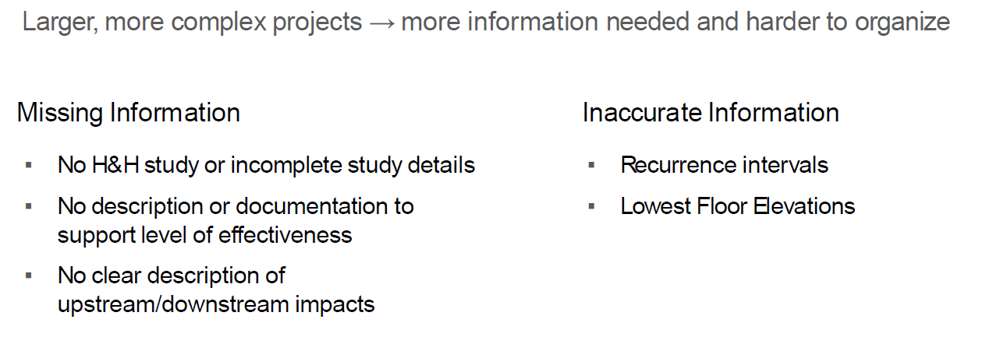 Larger, more complex projects → more information needed and harder to organize
Missing Information
▪ No H&H study or incomplete study details
▪ No description or documentation to
support level of effectiveness
▪ No clear description of
upstream/downstream impacts
Inaccurate Information
▪ Recurrence intervals
▪ Lowest Floor Elevations